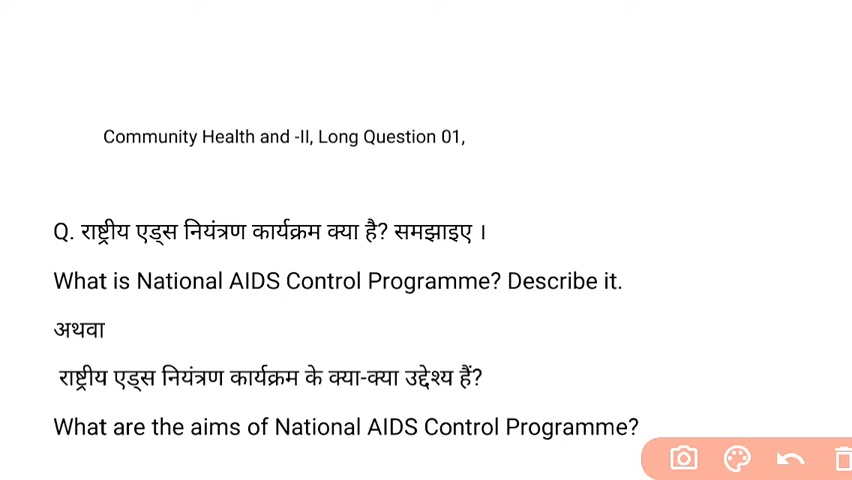 Community Health and -II, Long Question 01,
Q. राष्ट्रीय एड्स नियंत्रण कार्यक्रम क्या है? समझाइए ।
What is National AIDS Control Programme? Describe it.
अथवा
राष्ट्रीय एड्स नियंत्रण कार्यक्रम के क्या-क्या उद्देश्य हैं?
What are the aims of National AIDS Control Programme?